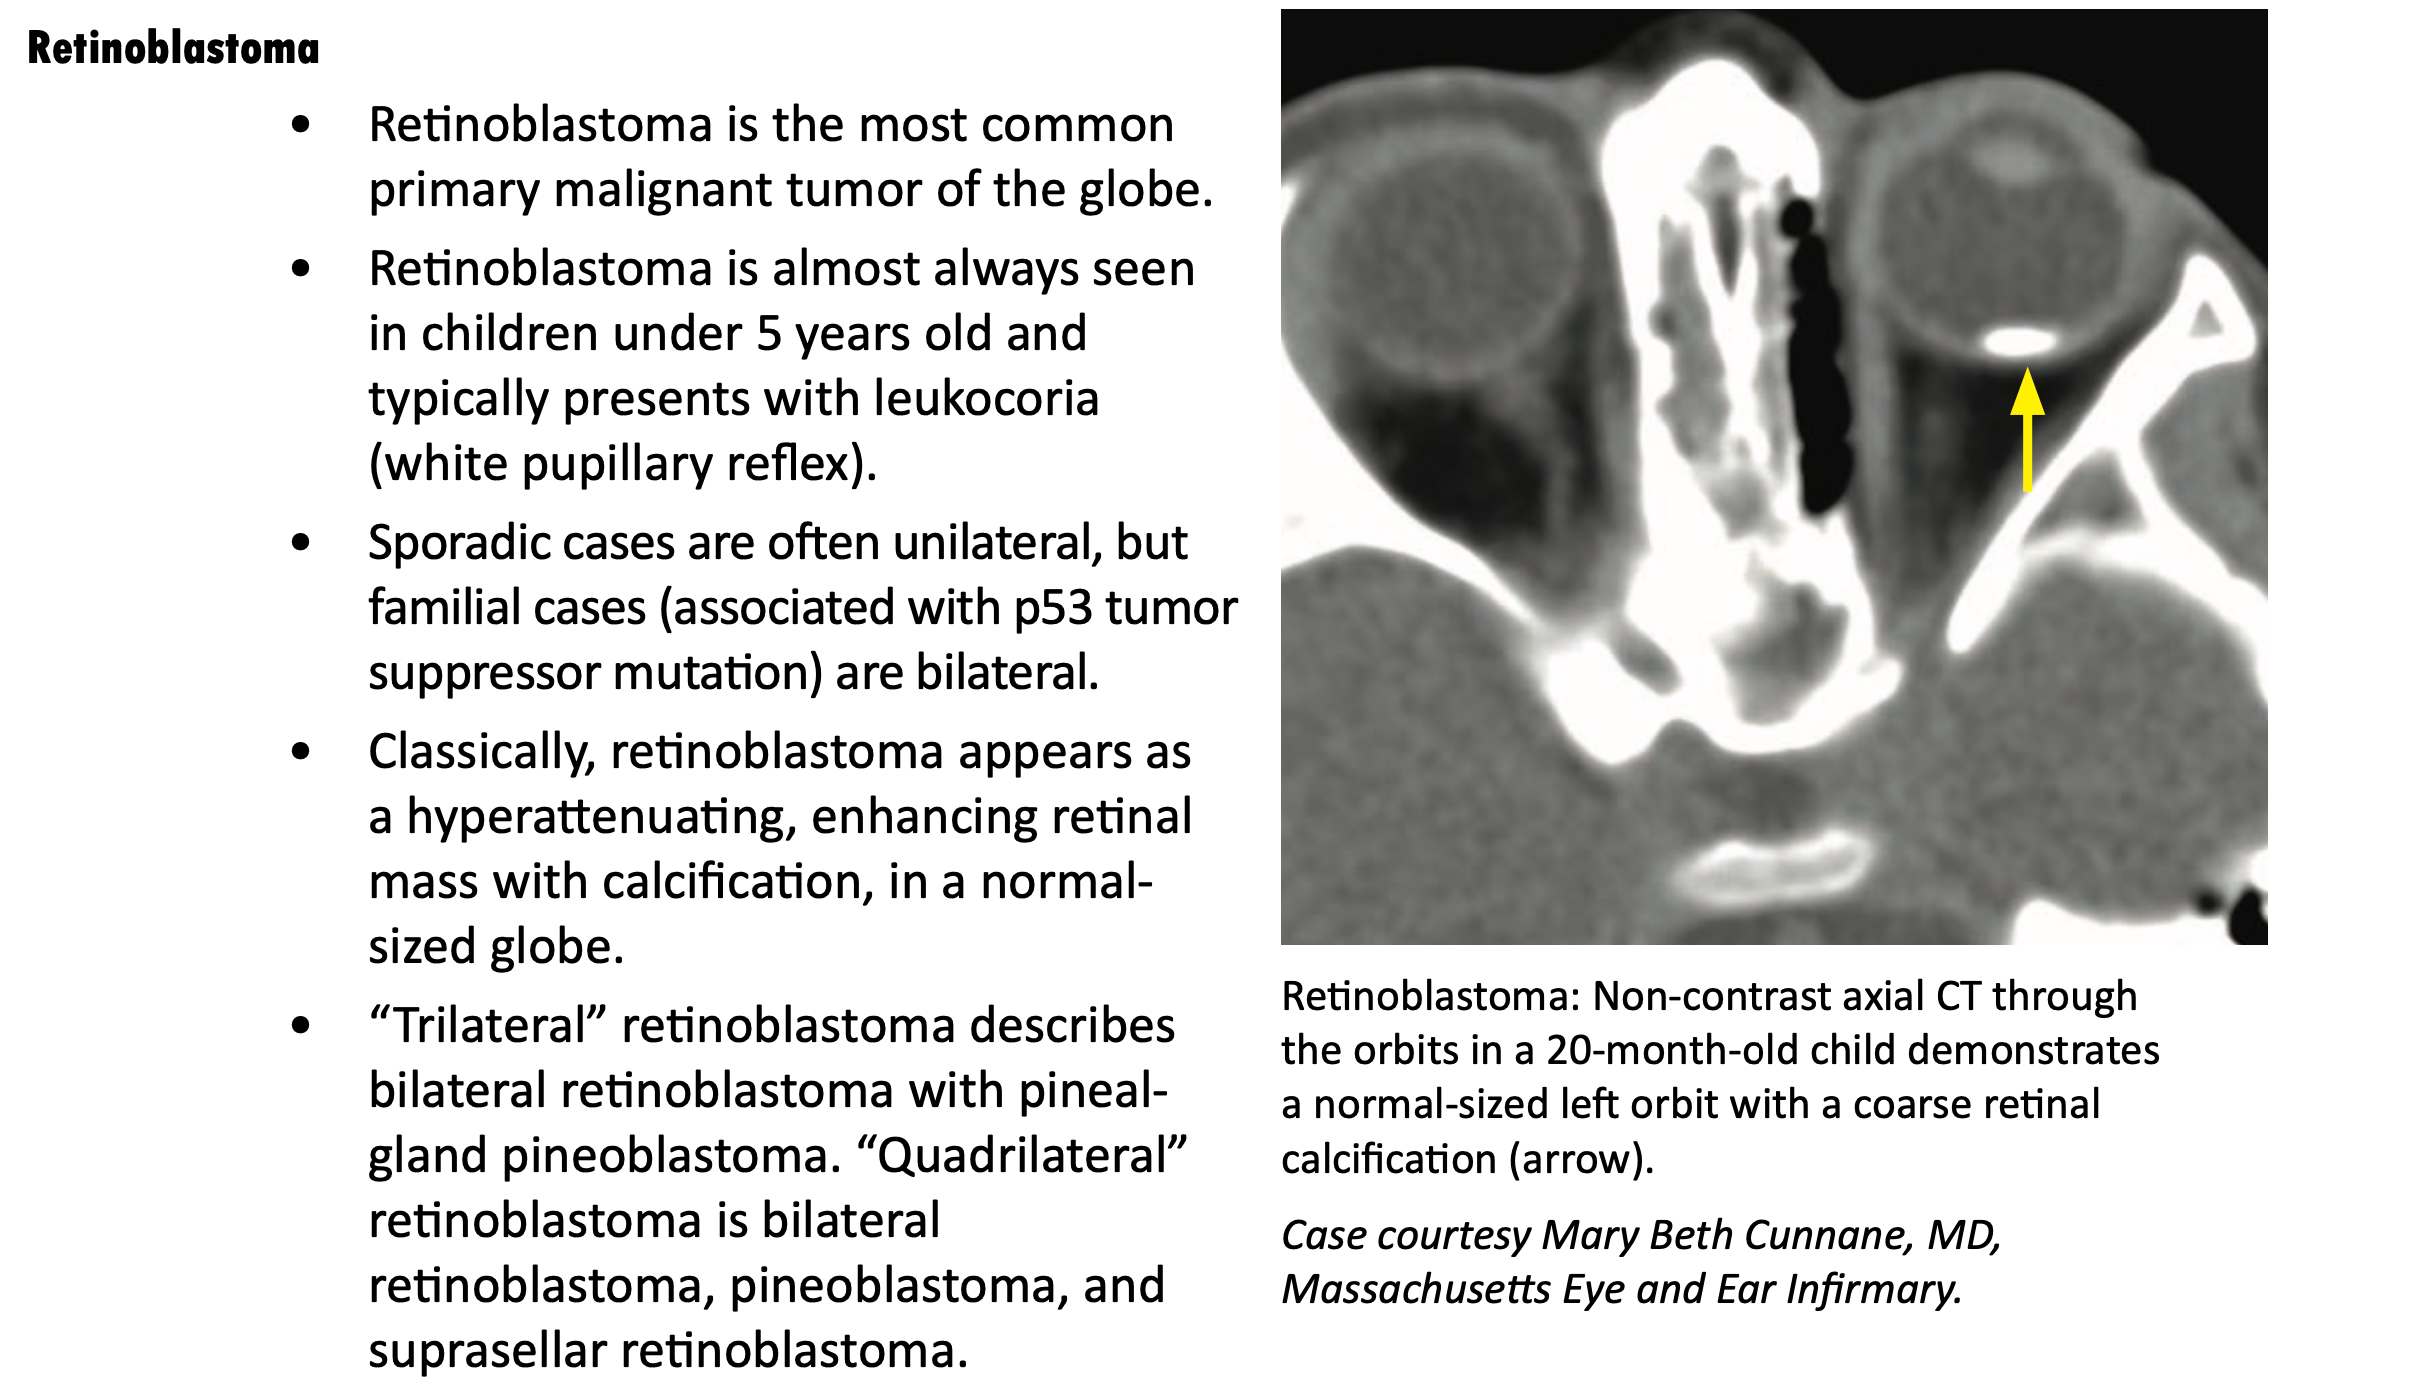 Retinoblastoma
• Retinoblastoma is the most common
primary malignant tumor of the globe.
• Retinoblastoma is almost always seen
in children under 5 years old and
typically presents with leukocoria
(white pupillary reflex).
• Sporadic cases are often unilateral, but
familial cases (associated with p53 tumor
suppressor mutation) are bilateral.
• Classically, retinoblastoma appears as
a hyperattenuating, enhancing retinal
mass with calcification, in a normal-
sized globe.
• “Trilateral” retinoblastoma describes
bilateral retinoblastoma with pineal-
gland pineoblastoma. “Quadrilateral”
retinoblastoma is bilateral
retinoblastoma, pineoblastoma, and
suprasellar retinoblastoma.
Retinoblastoma: Non-contrast axial CT through
the orbits in a 20-month-old child demonstrates
a normal-sized left orbit with a coarse retinal
calcification (arrow).
Case courtesy Mary Beth Cunnane, MD,
Massachusetts Eye and Ear Infirmary.